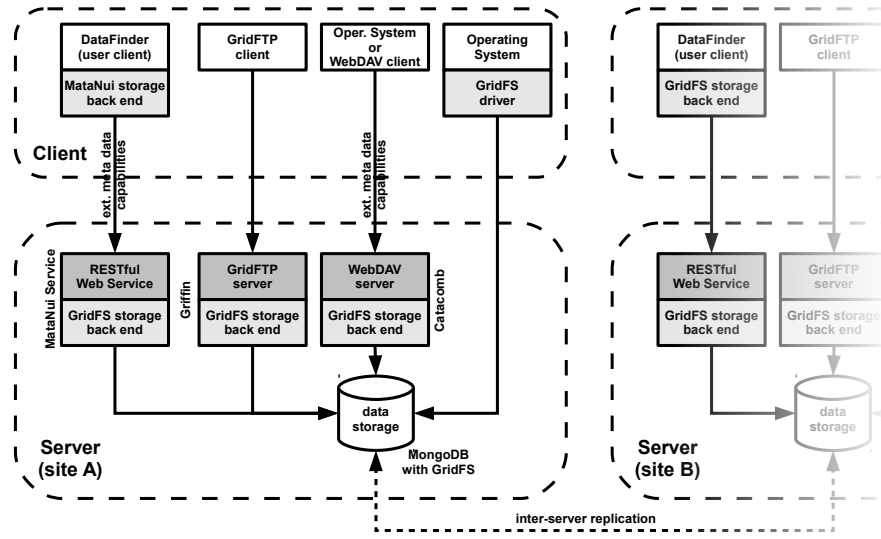 DataFinder
(user client)
MataNui storage
back end
GridFTP
client
Oper. System
or
WebDAV client
Operating
System
GridFS
driver
Client
ext. meta data
capabilities
ext. meta data
capabilities
MataNui Service
RESTful
Web Service
GridFS storage
back end
Griffin
GridFTP
server
GridFS storage
back end
WebDAV
server
GridFS storage
back end
Catacomb
data
storage
MongoDB
with GridFS
Server
(site A)
DataFinder
(user client)
GridFS storage
back end
GridFTP
client
RESTful
Web Service
GridFS storage
back end
GridFTP
server
GridFS storage
back end
data
storage
Server
(site B)
inter-server replication